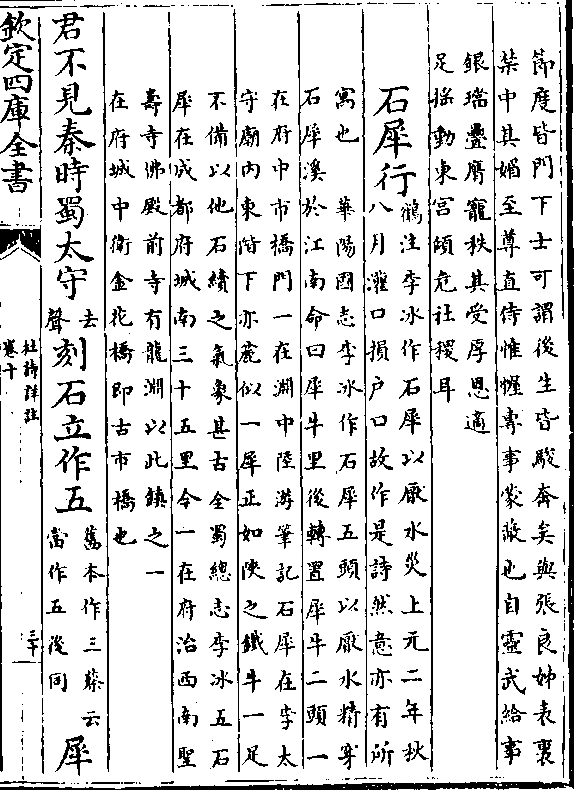 節度皆門下士可謂後生皆駿奔矣與張良娣表裏
禁中其媚至尊直侍帷幄專事蒙蔽也自靈武給事
銀璫疊膺寵秩其受厚恩適
足搖動東宮傾危社稷耳
石犀行
鶴注李冰作石犀以厭水災上元二年秋
八月灌口損戶口故作是詩然意亦有所
寓也　華陽國志李冰作石犀五頭以厭水精穿
石犀溪於江南命曰犀牛里後轉置犀牛二頭一
在府中市橋門一在淵中陸游筆記石犀在李太
守廟內東階下亦麄似一犀正如陝之鐵牛一足
不備以他石續之氣象甚古全蜀總志李冰五石
犀在成都府城南三十五里今一在府治西南聖
壽寺佛殿前寺有龍淵以此鎮之一
在府城中衛金花橋即古市橋也
君不見秦時蜀太守
去
聲
刻石立作五
舊本作三蔡云
當作五後同
犀
欽定四庫全書
杜詩詳註
卷十
三十